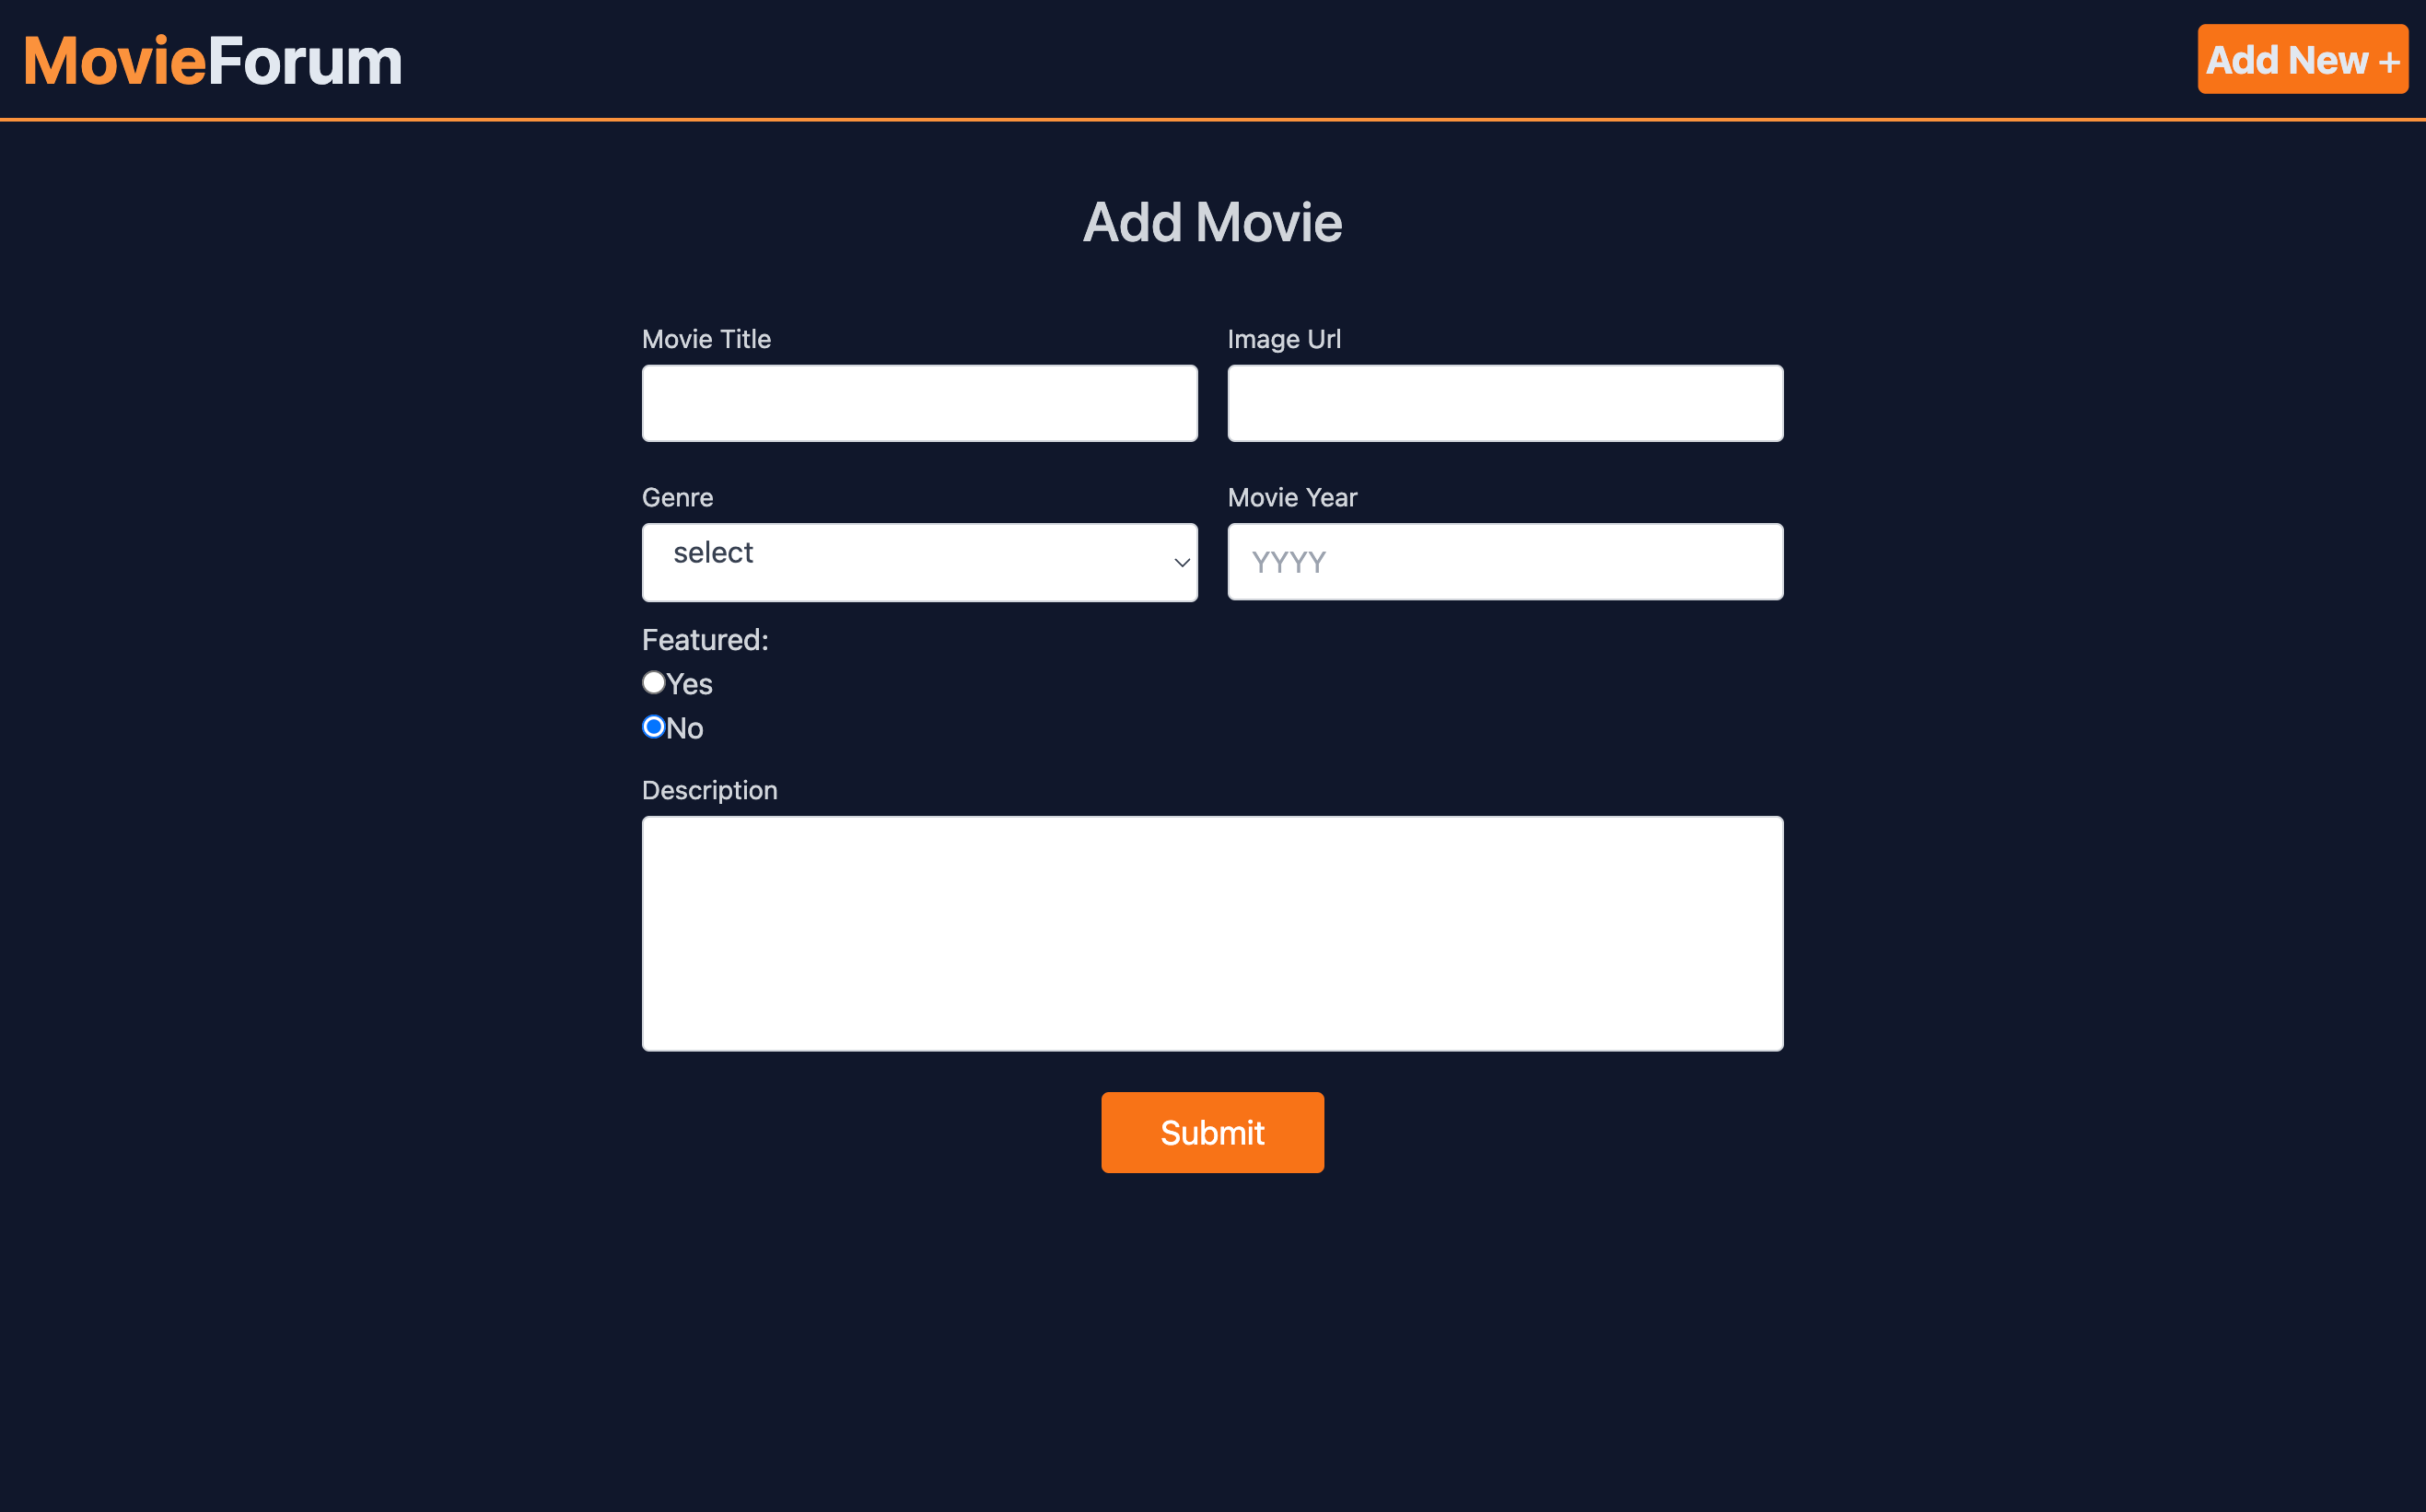 MovieForum
Add New +
Add Movie
Movie Title
Image Url
Genre
Movie Year
select
YYYY
Featured:
Yes
No
Description
Submit